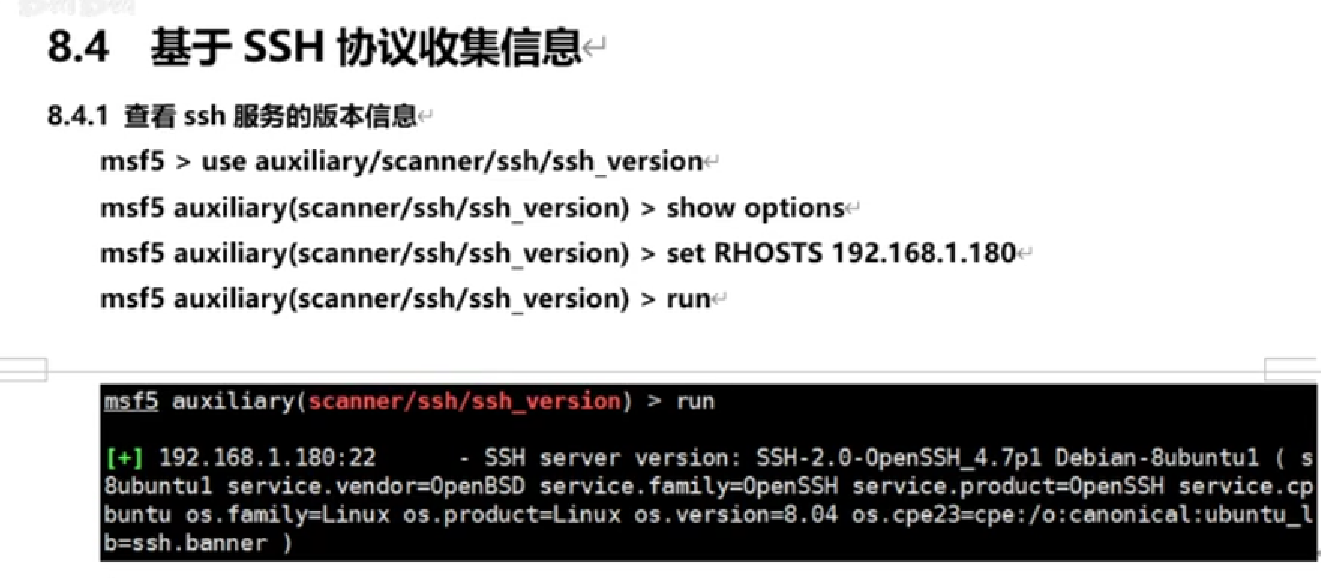 8.4 基于 SSH 协议收集信息
8.4.1 查看 ssh 服务的版本信息
msf5 > use auxiliary/scanner/ssh/ssh_version
msf5 auxiliary(scanner/ssh/ssh_version) > show options
msf5 auxiliary(scanner/ssh/ssh_version) > set RHOSTS 192.168.1.180
msf5 auxiliary(scanner/ssh/ssh_version) > run
msf5 auxiliary(scanner/ssh/ssh_version) > run
[+] 192.168.1.180:22 - SSH server version: SSH-2.0-OpenSSH_4.7p1 Debian-8ubuntu1 ( s
8ubuntu1 service.vendor=OpenBSD service.family=OpenSSH service.product=OpenSSH service.cp
buntu os.family=Linux os.product=Linux os.version=8.04 os.cpe23=cpe:/o:canonical:ubuntu_l
b=ssh.banner )